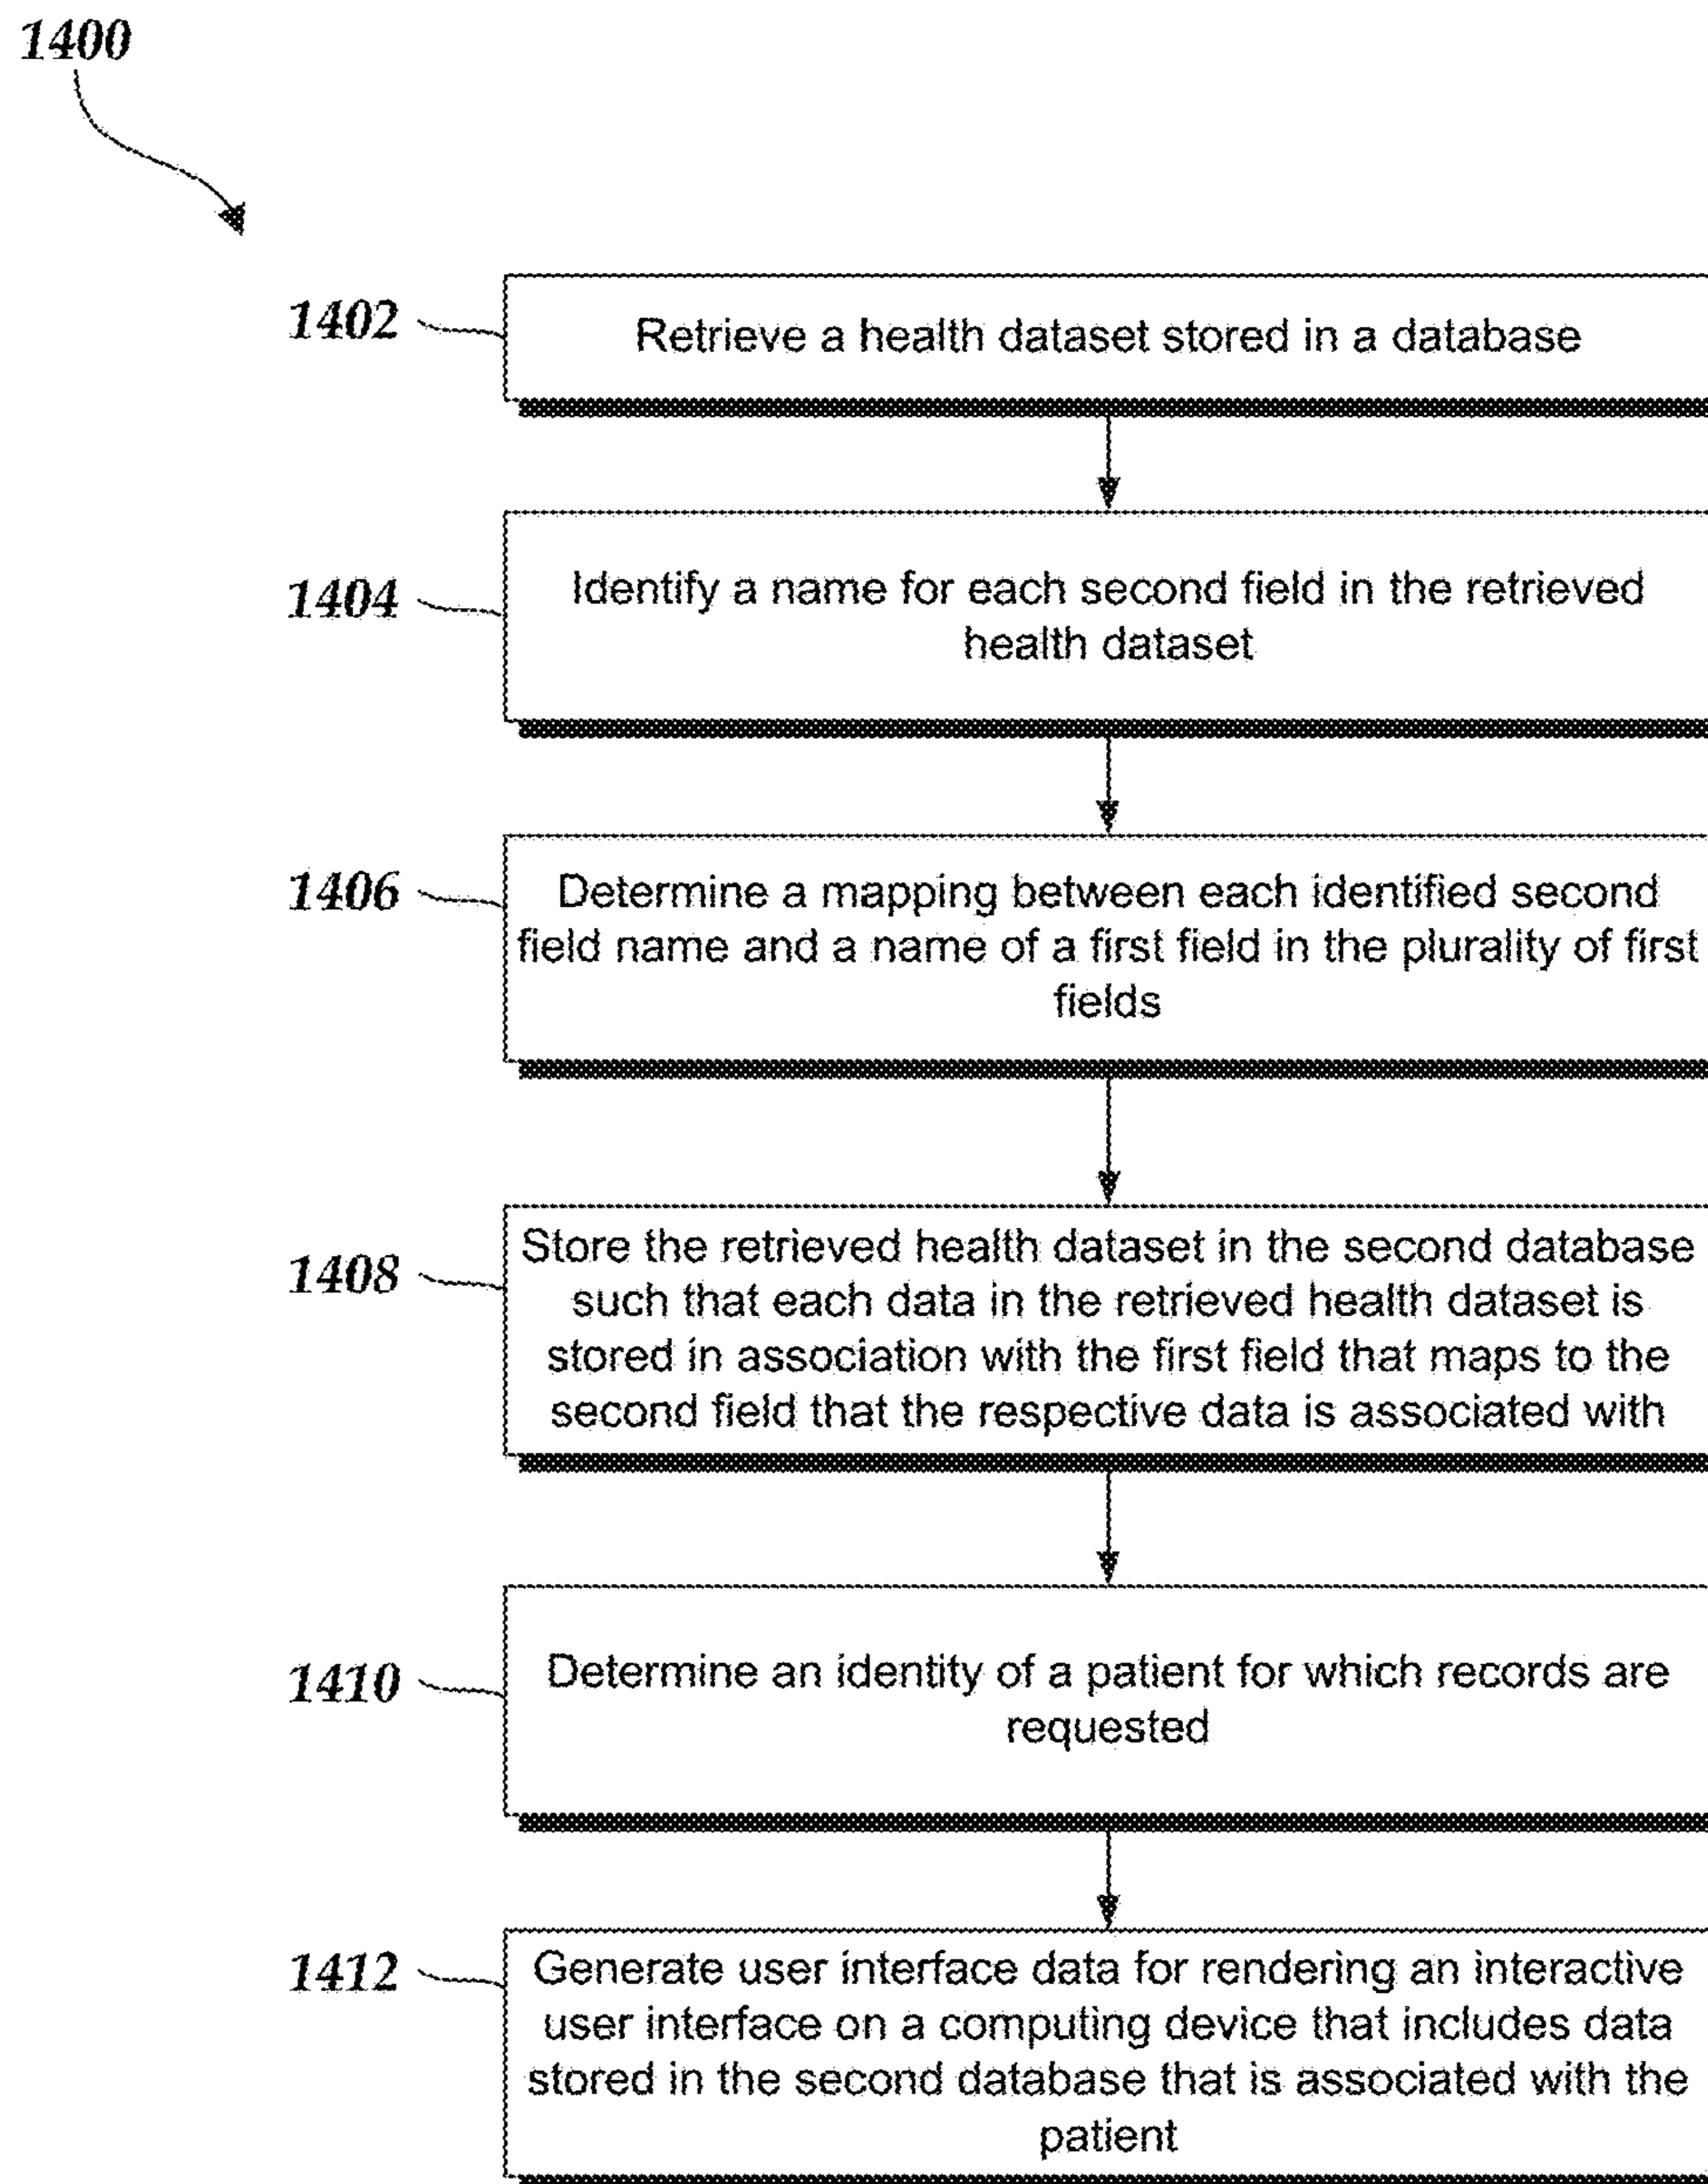 1400
1402
Retrieve a health dataset stored in a database
1404
Identify a name for each second field in the retrieved
health dataset
1406
Determine a mapping between each identified second
field name and a name of a first field in the plurality of first
fields
1408
Store the retrieved health dataset in the second database
such that each data in the retrieved health dataset is
stored in association with the first field that maps to the
second field that the respective data is associated with
1410
Determine an identity of a patient for which records are
requested
1412
Generate user interface data for rendering an interactive
user interface on a computing device that includes data
stored in the second database that is associated with the
patient